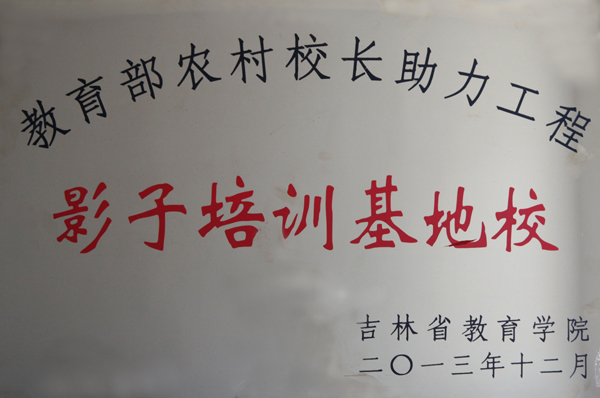 教育部农村校长助力工程
影子培训基地校
吉林省教育学院
二〇一三年十二月